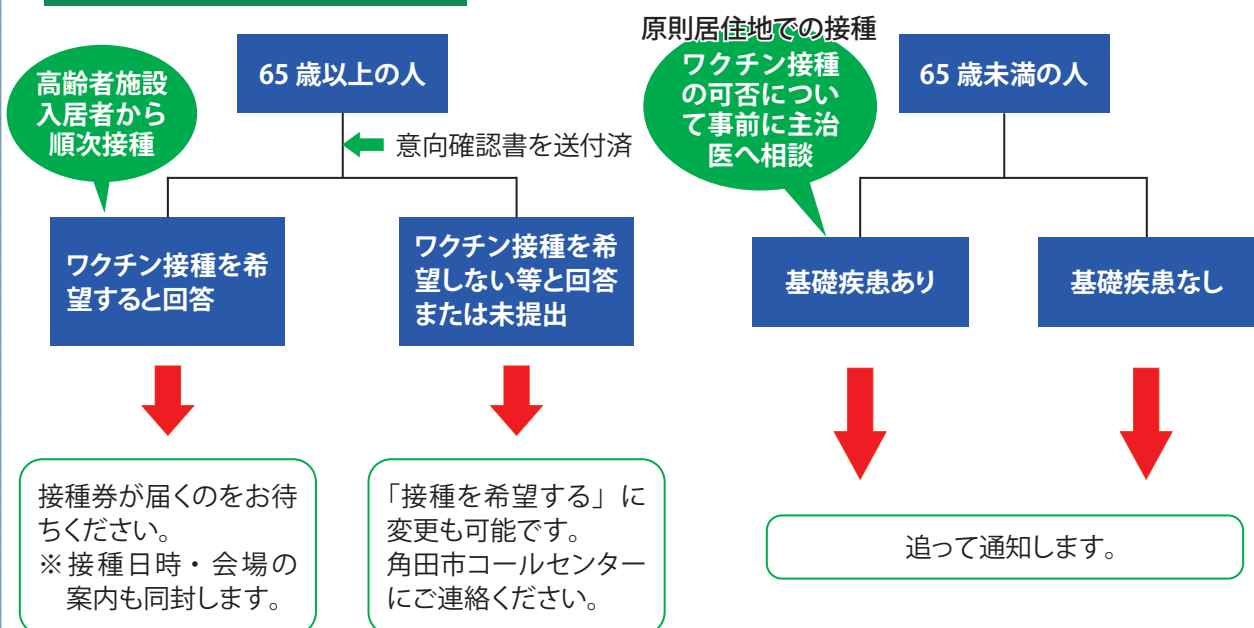 65 歳以上の人
高齢者施設
入居者から
順次接種
意向確認書を送付済
ワクチン接種を希
望すると回答
ワクチン接種を希
望しない等と回答
または未提出
接種券が届くのをお待
ちください。
※接種日時・会場の
案内も同封します。
「接種を希望する」に
変更も可能です。
角田市コールセンター
にご連絡ください。
原則居住地での接種
ワクチン接種
の可否につい
て事前に主治
医へ相談
65 歳未満の人
基礎疾患あり
基礎疾患なし
追って通知します。